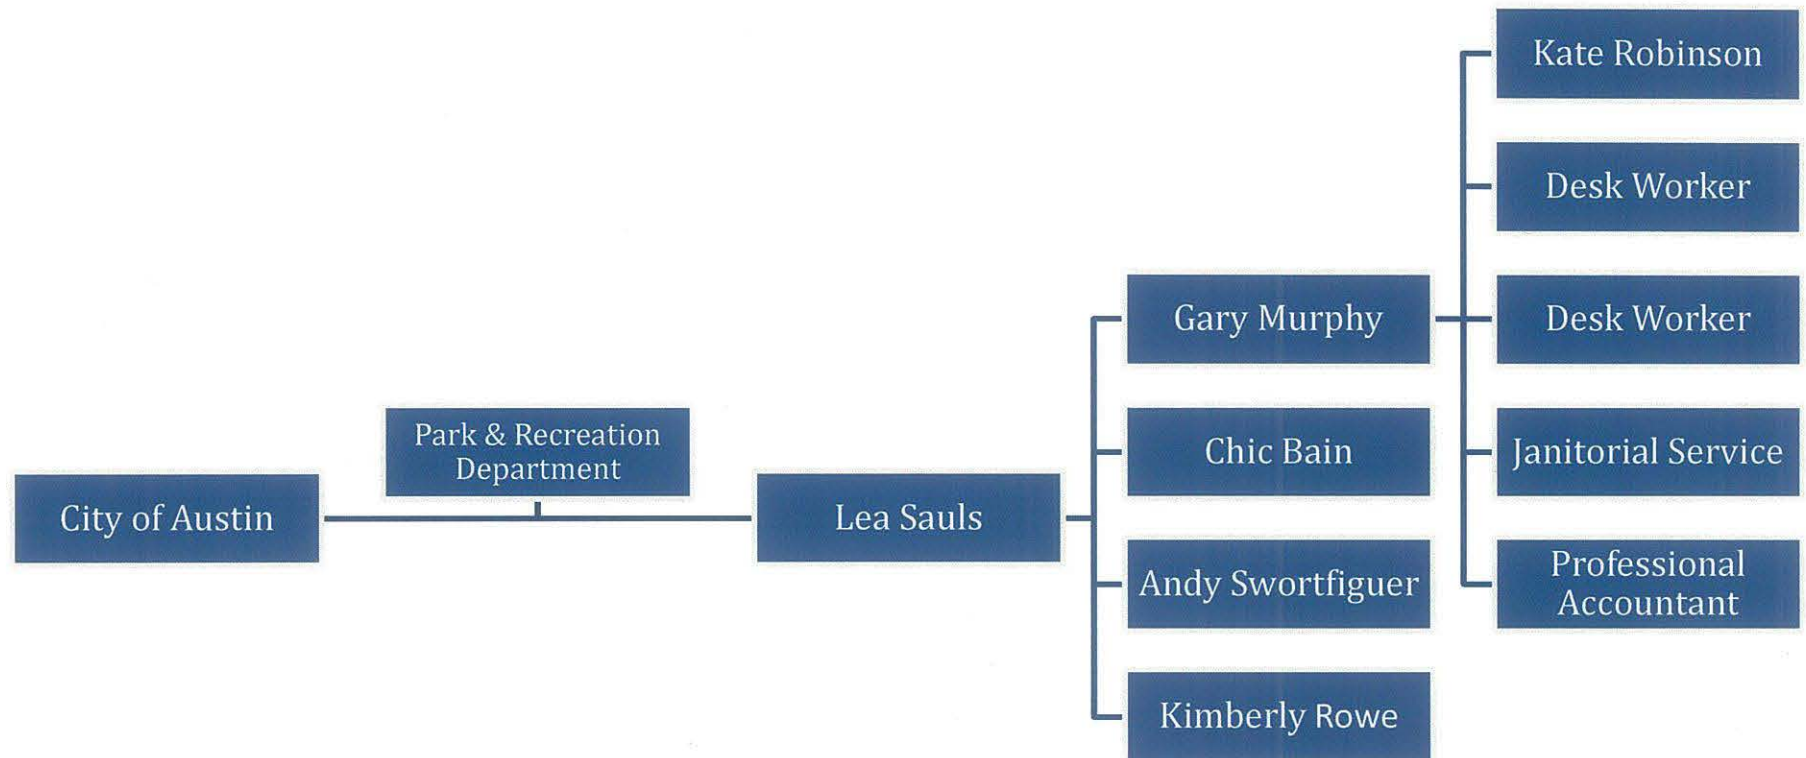 City of Austin
Park & Recreation
Department
Lea Sauls
Gary Murphy
Chic Bain
Andy Swortfiguer
Kimberly Rowe
Kate Robinson
Desk Worker
Desk Worker
Janitorial Service
Professional
Accountant